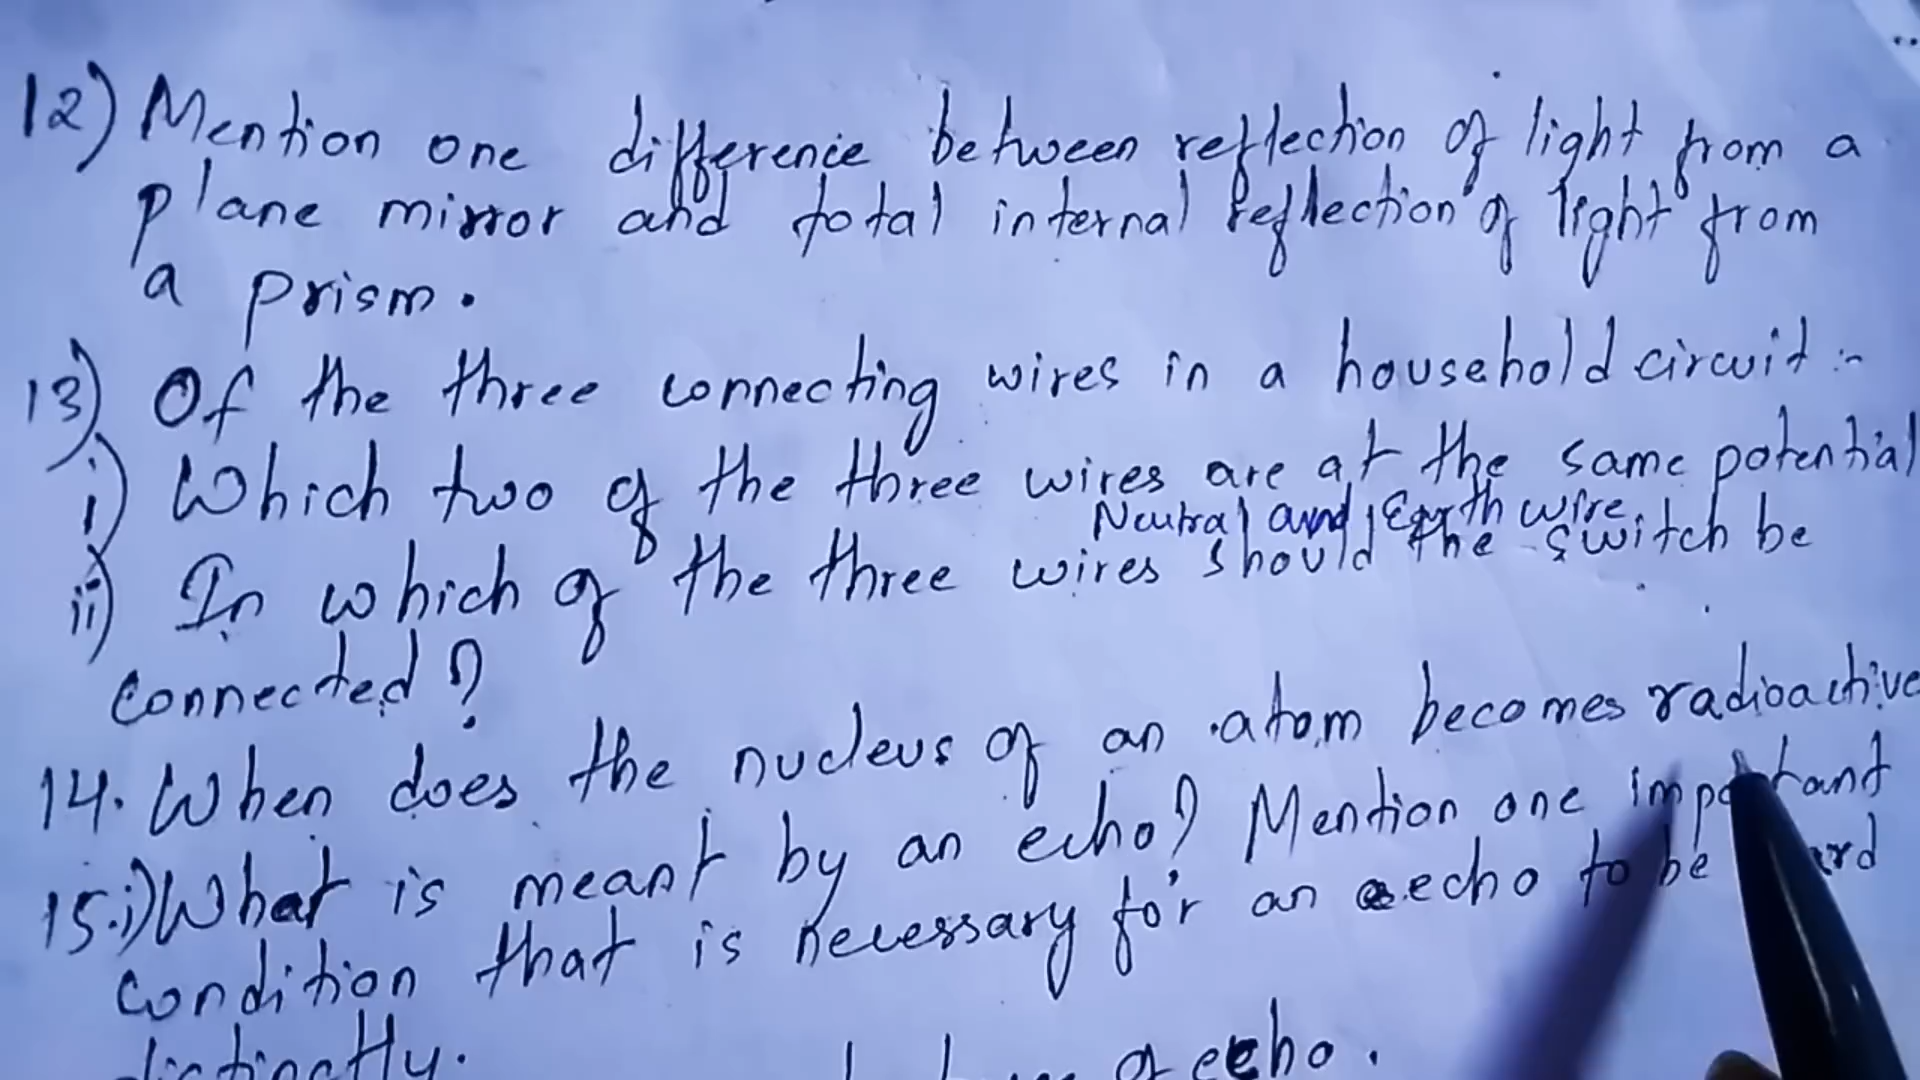 12) Mention one difference between reflection of light from a
plane mirror and total internal reflection of light from
a prism.
13) Of the three connecting wires in a household circuit :-
i) Which two of the three wires are at the same potential
Neutral and Earth wire.
ii) In which of the three wires should the switch be
connected?
14. When does the nucleus of an atom becomes radioactive
15.i) What is meant by an echo? Mention one important
condition that is necessary for an echo to be
distinctly.
of echo.